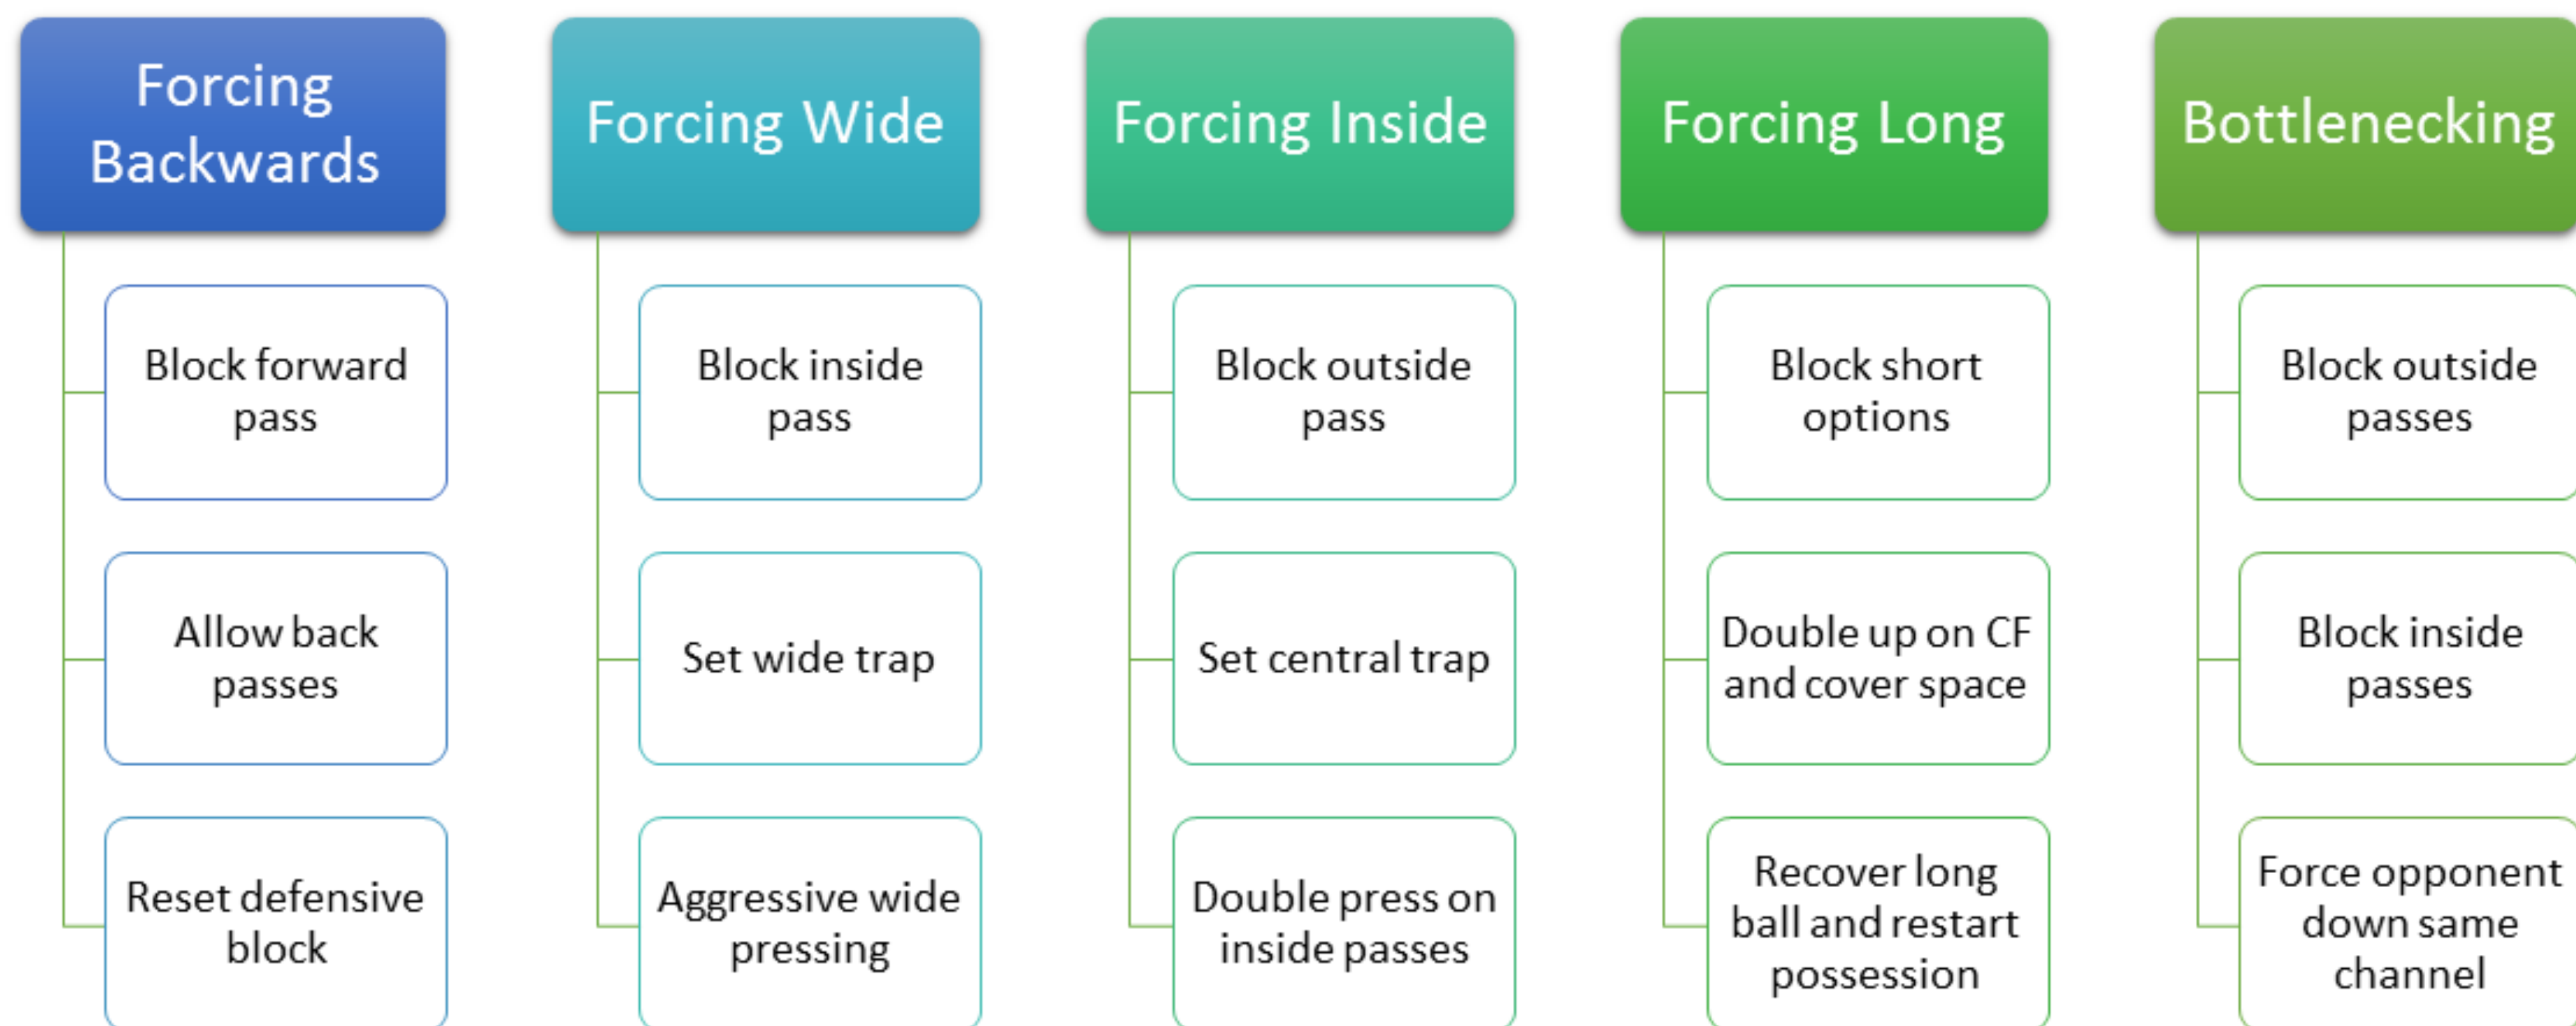 Forcing
Backwards
Block forward
pass
Allow back
passes
Reset defensive
block
Forcing Wide
Block inside
pass
Set wide trap
Aggressive wide
pressing
Forcing Inside
Block outside
pass
Set central trap
Double press on
inside passes
Forcing Long
Block short
options
Double up on CF
and cover space
Recover long
ball and restart
possession
Bottlenecking
Block outside
passes
Block inside
passes
Force opponent
down same
channel